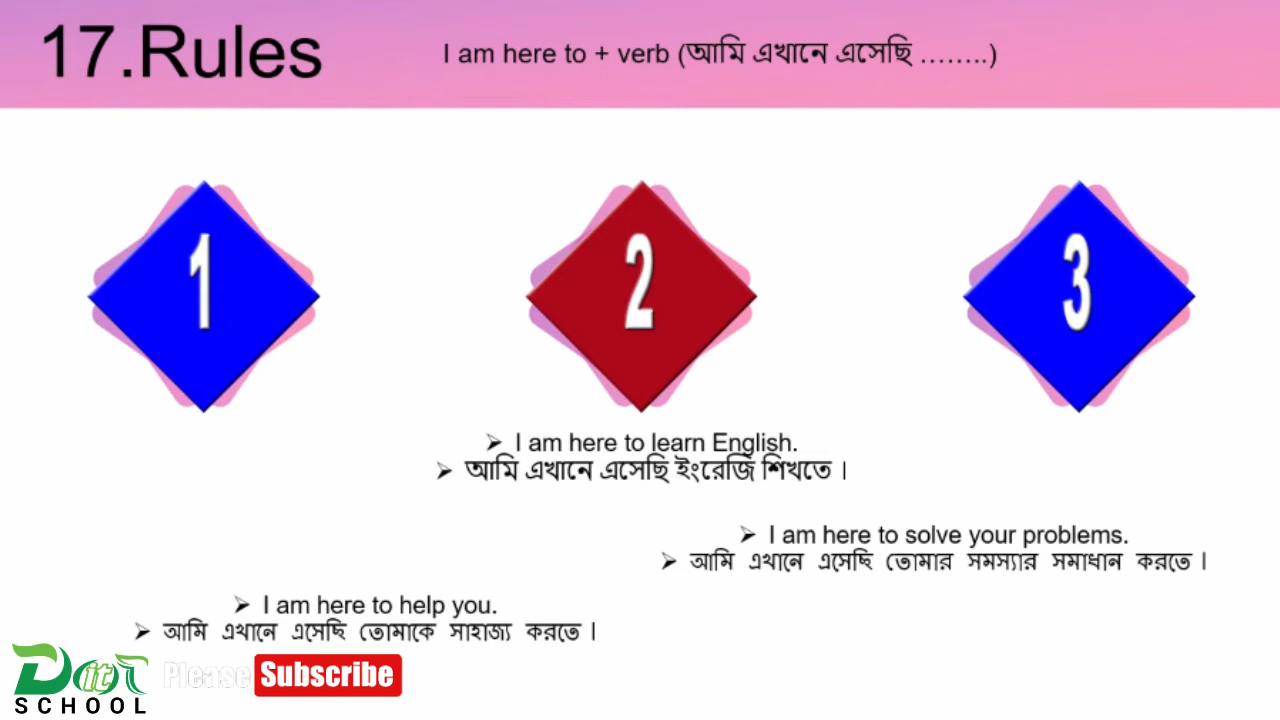 17.Rules
I am here to + verb (আমি এখানে এসেছি ........)
1
2
3
➢ I am here to learn English.
➢ আমি এখানে এসেছি ইংরেজি শিখতে ।
➢ I am here to solve your problems.
➢ আমি এখানে এসেছি তোমার সমস্যার সমাধান করতে ।
➢ I am here to help you.
➢ আমি এখানে এসেছি তোমাকে সাহাজ্য করতে ।
Dot it
SCHOOL
Please Subscribe